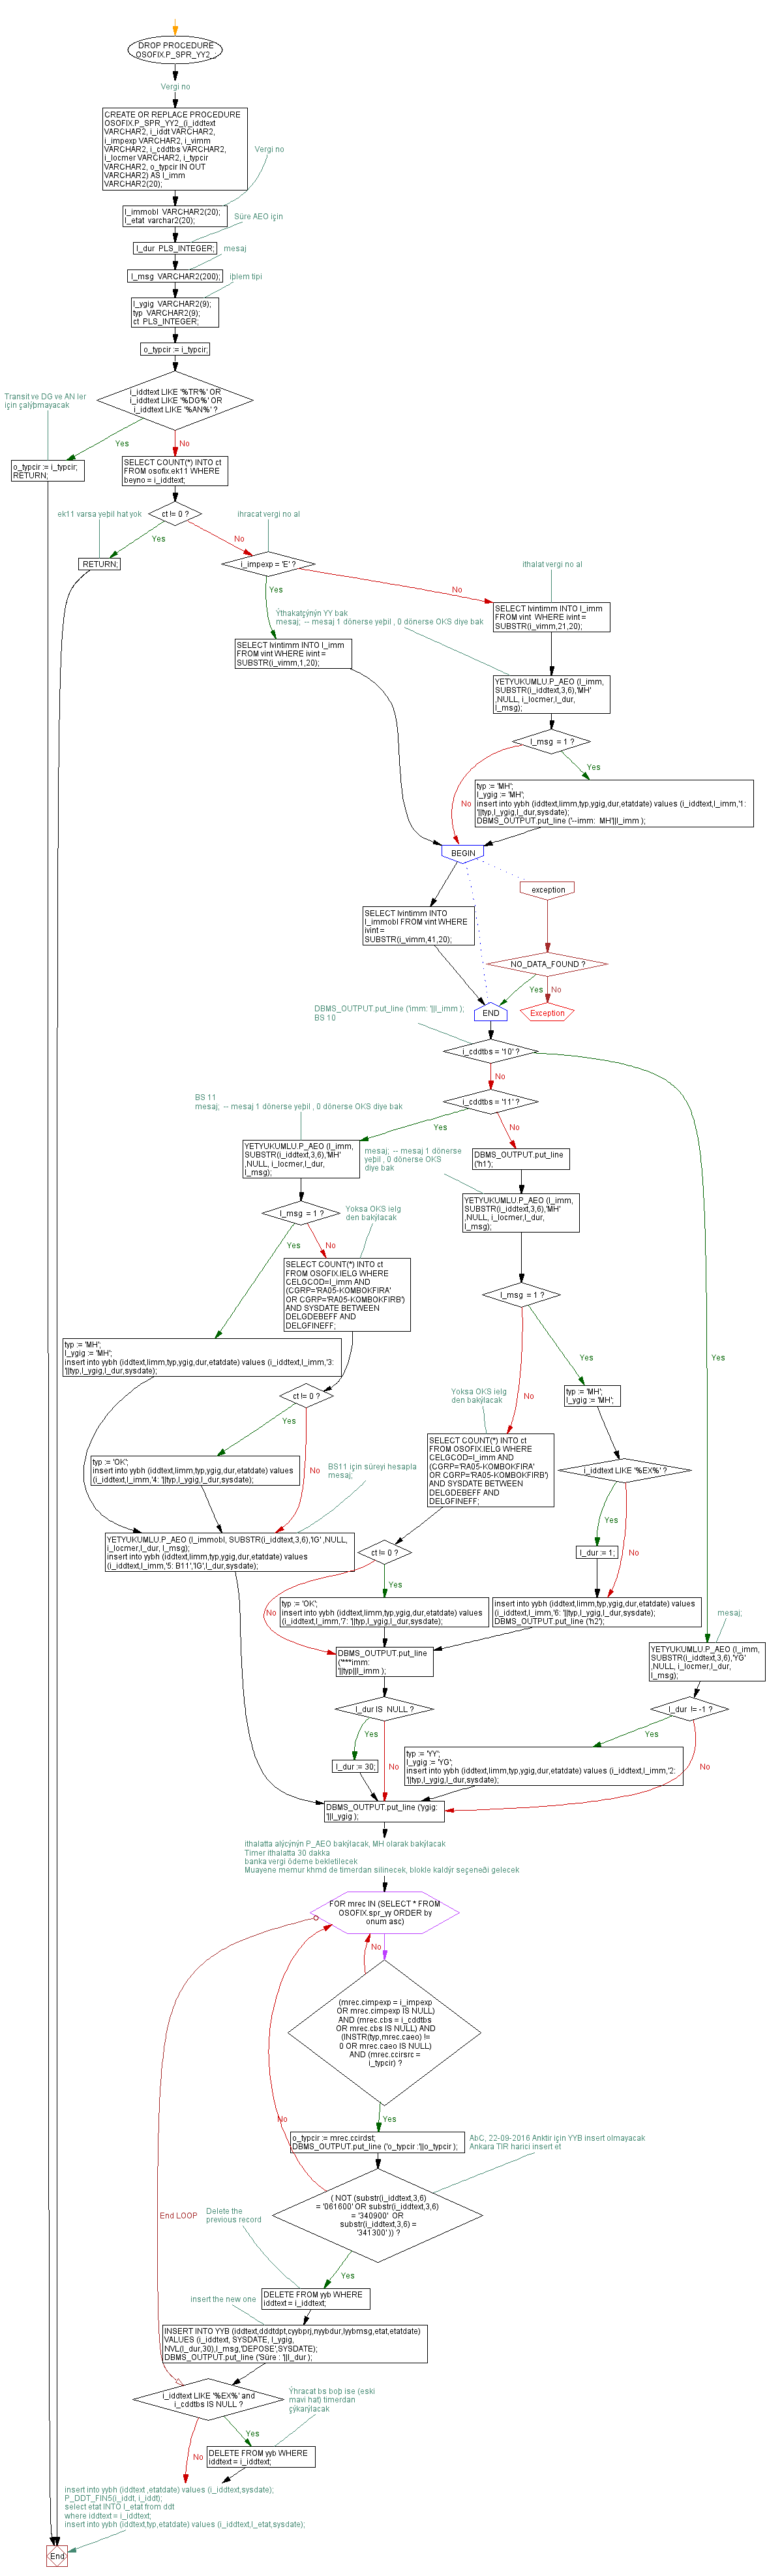 DROP PROCEDURE
OSOFIX.P_SPR_YY2_;
Vergi no
CREATE OR REPLACE PROCEDURE
OSOFIX.P_SPR_YY2_(i_iddtext
VARCHAR2, i_iddt VARCHAR2,
i_impexp VARCHAR2, i_vimm
VARCHAR2, i_cddtbs VARCHAR2,
i_locmer VARCHAR2, i_typcir
VARCHAR2, o_typcir IN OUT
VARCHAR2) AS l_imm
VARCHAR2(20);
Vergi no
l_immobl VARCHAR2(20);
l_etat varchar2(20);
Süre AEO için
l_dur PLS_INTEGER;
mesaj
l_msg VARCHAR2(200);
iþlem tipi
l_ygig VARCHAR2(9);
typ VARCHAR2(9);
ct PLS_INTEGER;
o_typcir := i_typcir;
i_iddtext LIKE '%TR%' OR
i_iddtext LIKE '%DG%' OR
i_iddtext LIKE '%AN%' ?
Transit ve DG ve AN ler
için çalýþmayacak
Yes
No
o_typcir := i_typcir;
RETURN;
SELECT COUNT(*) INTO ct
FROM osofix.ek11 WHERE
beyno = i_iddtext;
ek11 varsa yeþil hat yok
ct != 0 ?
ihracat vergi no al
Yes
No
RETURN;
i_impexp = 'E' ?
ithalat vergi no al
Yes
No
Ýthakatçýnýn YY bak
mesaj; -- mesaj 1 dönerse yeþil , 0 dönerse OKS diye bak
SELECT lvintimm INTO l_imm
FROM vint WHERE ivint =
SUBSTR(i_vimm,21,20);
SELECT lvintimm INTO l_imm
FROM vint WHERE ivint =
SUBSTR(i_vimm,1,20);
YETYUKUMLU.P_AEO (l_imm,
SUBSTR(i_iddtext,3,6),'MH'
,NULL, i_locmer,l_dur,
l_msg);
l_msg = 1 ?
Yes
No
typ := 'MH';
l_ygig := 'MH';
insert into yybh (iddtext,limm,typ,ygig,dur,etatdate) values (i_iddtext,l_imm,'1:
'||typ,l_ygig,l_dur,sysdate);
DBMS_OUTPUT.put_line ('--imm: MH'||l_imm );
BEGIN
exception
SELECT lvintimm INTO
l_immobl FROM vint WHERE
ivint =
SUBSTR(i_vimm,41,20);
NO_DATA_FOUND ?
Yes
No
DBMS_OUTPUT.put_line ('imm: '||l_imm );
BS 10
END
Exception
i_cddtbs = '10' ?
No
BS 11
mesaj; -- mesaj 1 dönerse yeþil , 0 dönerse OKS diye bak
i_cddtbs = '11' ?
Yes
No
YETYUKUMLU.P_AEO (l_imm,
SUBSTR(i_iddtext,3,6),'MH'
,NULL, i_locmer,l_dur,
l_msg);
mesaj; -- mesaj 1 dönerse
yeþil , 0 dönerse OKS
diye bak
DBMS_OUTPUT.put_line
('h1');
YETYUKUMLU.P_AEO (l_imm,
SUBSTR(i_iddtext,3,6),'MH'
,NULL, i_locmer,l_dur,
l_msg);
l_msg = 1 ?
Yoksa OKS ielg
den bakýlacak
Yes
No
SELECT COUNT(*) INTO ct
FROM OSOFIX.IELG WHERE
CELGCOD=l_imm AND
(CGRP='RA05-KOMBOKFIRA'
OR CGRP='RA05-KOMBOKFIRB')
AND SYSDATE BETWEEN
DELGDEBEFF AND
DELGFINEFF;
l_msg = 1 ?
typ := 'MH';
l_ygig := 'MH';
insert into yybh (iddtext,limm,typ,ygig,dur,etatdate) values (i_iddtext,l_imm,'3:
'||typ,l_ygig,l_dur,sysdate);
Yes
Yes
ct != 0 ?
Yoksa OKS ielg
den bakýlacak
No
typ := 'MH';
l_ygig := 'MH';
Yes
SELECT COUNT(*) INTO ct
FROM OSOFIX.IELG WHERE
CELGCOD=l_imm AND
(CGRP='RA05-KOMBOKFIRA'
OR CGRP='RA05-KOMBOKFIRB')
AND SYSDATE BETWEEN
DELGDEBEFF AND
DELGFINEFF;
typ := 'OK';
insert into yybh (iddtext,limm,typ,ygig,dur,etatdate) values
(i_iddtext,l_imm,'4: '||typ,l_ygig,l_dur,sysdate);
No
BS11 için süreyi hesapla
mesaj;
i_iddtext LIKE '%EX%' ?
Yes
No
YETYUKUMLU.P_AEO (l_immobl, SUBSTR(i_iddtext,3,6),'IG' ,NULL,
i_locmer,l_dur, l_msg);
insert into yybh (iddtext,limm,typ,ygig,dur,etatdate) values
(i_iddtext,l_imm,'5: B11','IG',l_dur,sysdate);
ct != 0 ?
l_dur := 1;
Yes
No
typ := 'OK';
insert into yybh (iddtext,limm,typ,ygig,dur,etatdate) values
(i_iddtext,l_imm,'7: '||typ,l_ygig,l_dur,sysdate);
insert into yybh (iddtext,limm,typ,ygig,dur,etatdate) values
(i_iddtext,l_imm,'6: '||typ,l_ygig,l_dur,sysdate);
DBMS_OUTPUT.put_line ('h2');
mesaj;
DBMS_OUTPUT.put_line
('***imm:
'||typ||l_imm );
YETYUKUMLU.P_AEO (l_imm,
SUBSTR(i_iddtext,3,6),'YG'
,NULL, i_locmer,l_dur,
l_msg);
l_dur IS NULL ?
l_dur != -1 ?
Yes
Yes
No
No
l_dur := 30;
typ := 'YY';
l_ygig := 'YG';
insert into yybh (iddtext,limm,typ,ygig,dur,etatdate) values (i_iddtext,l_imm,'2:
'||typ,l_ygig,l_dur,sysdate);
DBMS_OUTPUT.put_line ('ygig:
'||l_ygig );
ithalatta alýcýnýn P_AEO bakýlacak, MH olarak bakýlacak
Timer ithalatta 30 dakka
banka vergi ödeme bekletilecek
Muayene memur khmd de timerdan silinecek, blokle kaldýr seçeneði gelecek
FOR mrec IN (SELECT * FROM
OSOFIX.spr_yy ORDER by
onum asc)
No
(mrec.cimpexp = i_impexp
OR mrec.cimpexp IS NULL)
AND (mrec.cbs = i_cddtbs
OR mrec.cbs IS NULL) AND
(INSTR(typ,mrec.caeo) !=
0 OR mrec.caeo IS NULL)
AND (mrec.ccirsrc =
i_typcir) ?
Yes
No
o_typcir := mrec.ccirdst;
DBMS_OUTPUT.put_line ('o_typcir :'||o_typcir );
AbC, 22-09-2016 Anktir için YYB insert olmayacak
Ankara TIR harici insert et
( NOT (substr(i_iddtext,3,6)
= '061600' OR substr(i_iddtext,3,6)
= '340900' OR
substr(i_iddtext,3,6) =
'341300' )) ?
End LOOP
Delete the
previous record
Yes
DELETE FROM yyb WHERE
iddtext = i_iddtext;
insert the new one
INSERT INTO YYB (iddtext,dddtdpt,cyybprj,nyybdur,lyybmsg,etat,etatdate)
VALUES (i_iddtext, SYSDATE, l_ygig,
NVL(l_dur,30),l_msg,'DEPOSE',SYSDATE);
DBMS_OUTPUT.put_line ('Süre : '||l_dur );
i_iddtext LIKE '%EX%' and
i_cddtbs IS NULL ?
Ýhracat bs boþ ise (eski
mavi hat) timerdan
çýkarýlacak
Yes
No
DELETE FROM yyb WHERE
iddtext = i_iddtext;
insert into yybh (iddtext ,etatdate) values (i_iddtext,sysdate);
P_DDT_FIN5(i_iddt, i_iddt);
select etat INTO l_etat from ddt
where iddtext = i_iddtext;
insert into yybh (iddtext,typ,etatdate) values (i_iddtext,l_etat,sysdate);
End